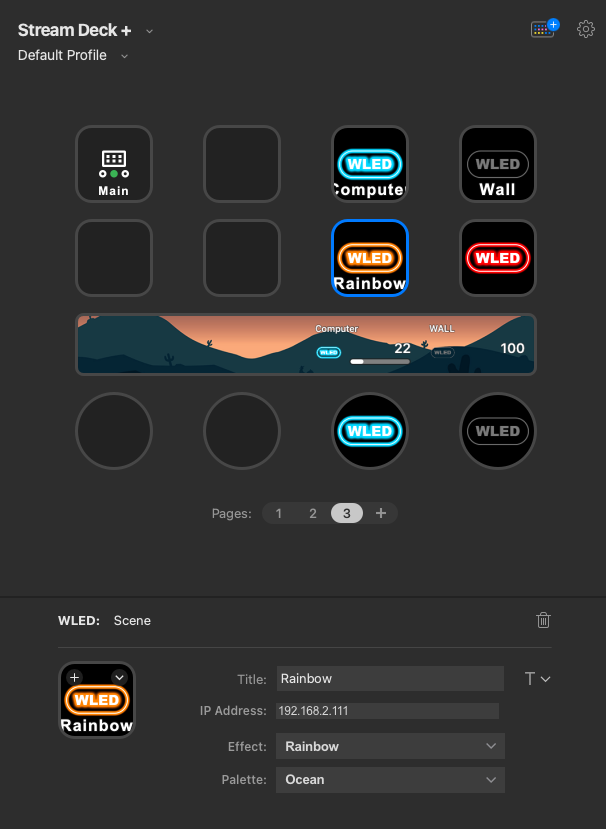 Stream Deck +
Default Profile
Main
WLED
Computer
WLED
Wall
WLED
Rainbow
WLED
Computer
WALL
WLED
22
WLED
100
WLED
WLED
Pages: 1 2 3 +
WLED: Scene
WLED
Rainbow
Title: Rainbow
T
IP Address: 192.168.2.111
Effect: Rainbow
Palette: Ocean